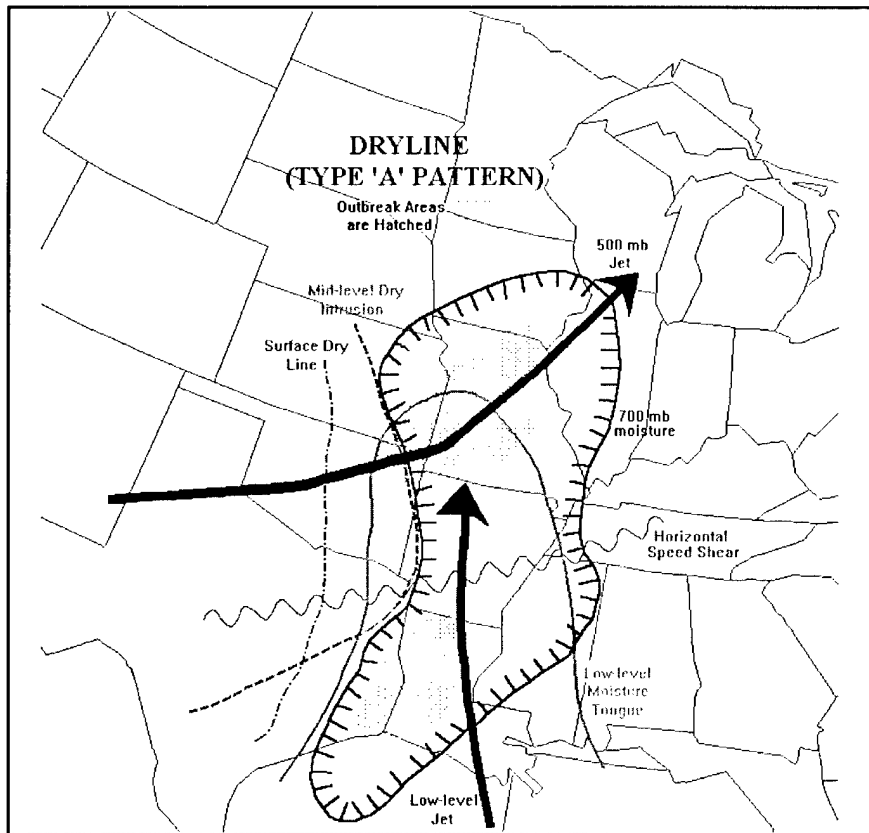 DRYLINE
(TYPE 'A' PATTERN)
Outbreak Areas
are Hatched
500 mb
Jet
Mid-level Dry
Intrusion
Surface Dry
Line
700 mb
moisture
Horizontal
Speed Shear
Low-level
Moisture
Tongue
Low-level
Jet